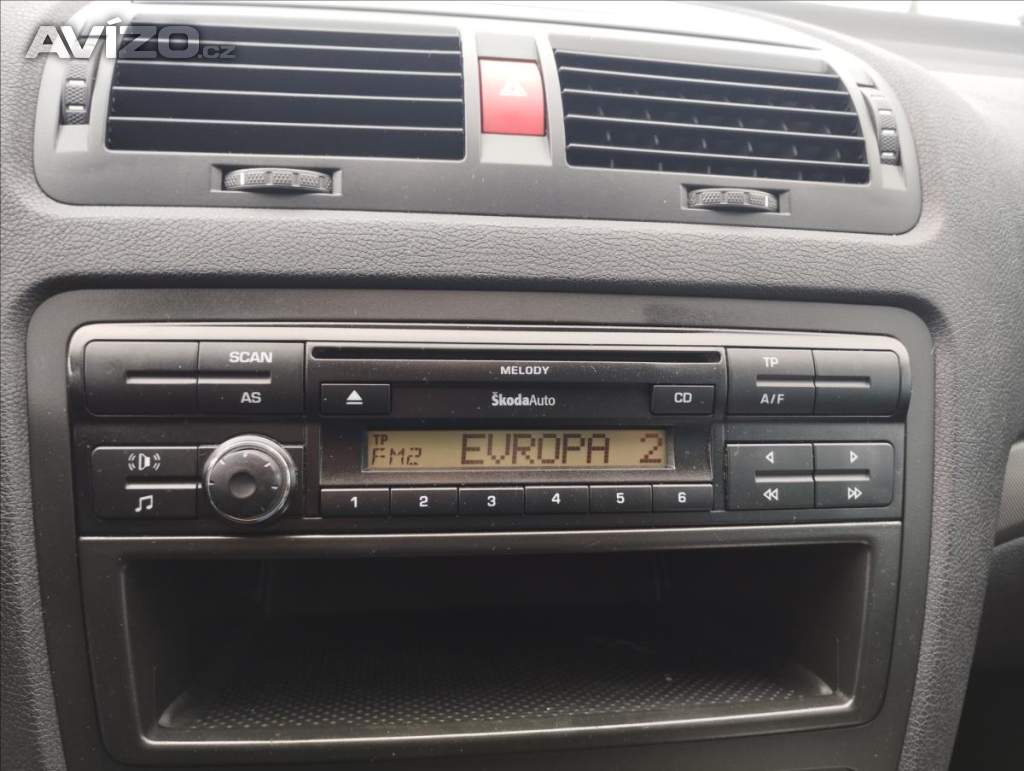 AVÍZO.cz
SCAN
AS
MELODY
ŠkodaAuto
CD
TP
A/F
TP
FM2 EVROPA 2
1 2 3 4 5 6